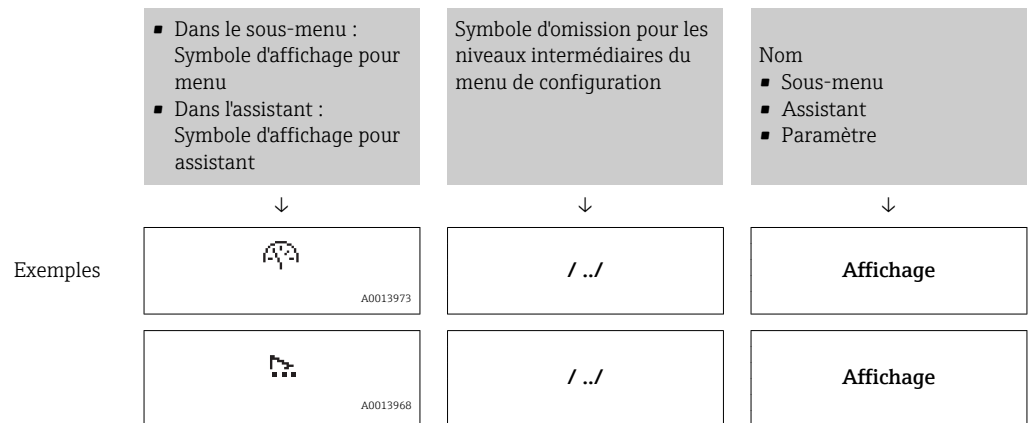 ▪ Dans le sous-menu :
Symbole d'affichage pour
menu
▪ Dans l'assistant :
Symbole d'affichage pour
assistant
Symbole d'omission pour les
niveaux intermédiaires du
menu de configuration
Nom
▪ Sous-menu
▪ Assistant
▪ Paramètre
↓ ↓ ↓
Exemples
A0013973
/ ../
Affichage
A0013968
/ ../
Affichage